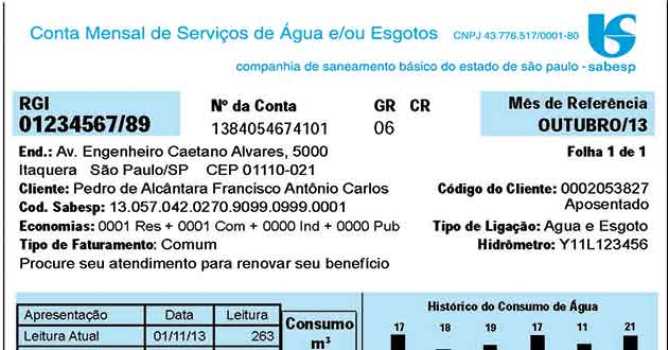 Conta Mensal de Serviços de Água e/ou Esgotos CNPJ 43.776.517/0001-80
companhia de saneamento básico do estado de são paulo - sabesp
RGI Nº da Conta GR CR Mês de Referência
01234567/89 1384054674101 06 OUTUBRO/13
End.: Av. Engenheiro Caetano Alvares, 5000 Folha 1 de 1
Itaquera São Paulo/SP CEP 01110-021
Cliente: Pedro de Alcântara Francisco Antônio Carlos Código do Cliente: 0002053827
Cod. Sabesp: 13.057.042.0270.9099.0999.0001 Aposentado
Economias: 0001 Res + 0001 Com + 0000 Ind + 0000 Pub Tipo de Ligação: Agua e Esgoto
Tipo de Faturamento: Comum Hidrômetro: Y11L123456
Procure seu atendimento para renovar seu benefício
Apresentação Data Leitura Consumo m³ Histórico do Consumo de Água
Leitura Atual 01/11/13 263 17 18 19 17 11 21